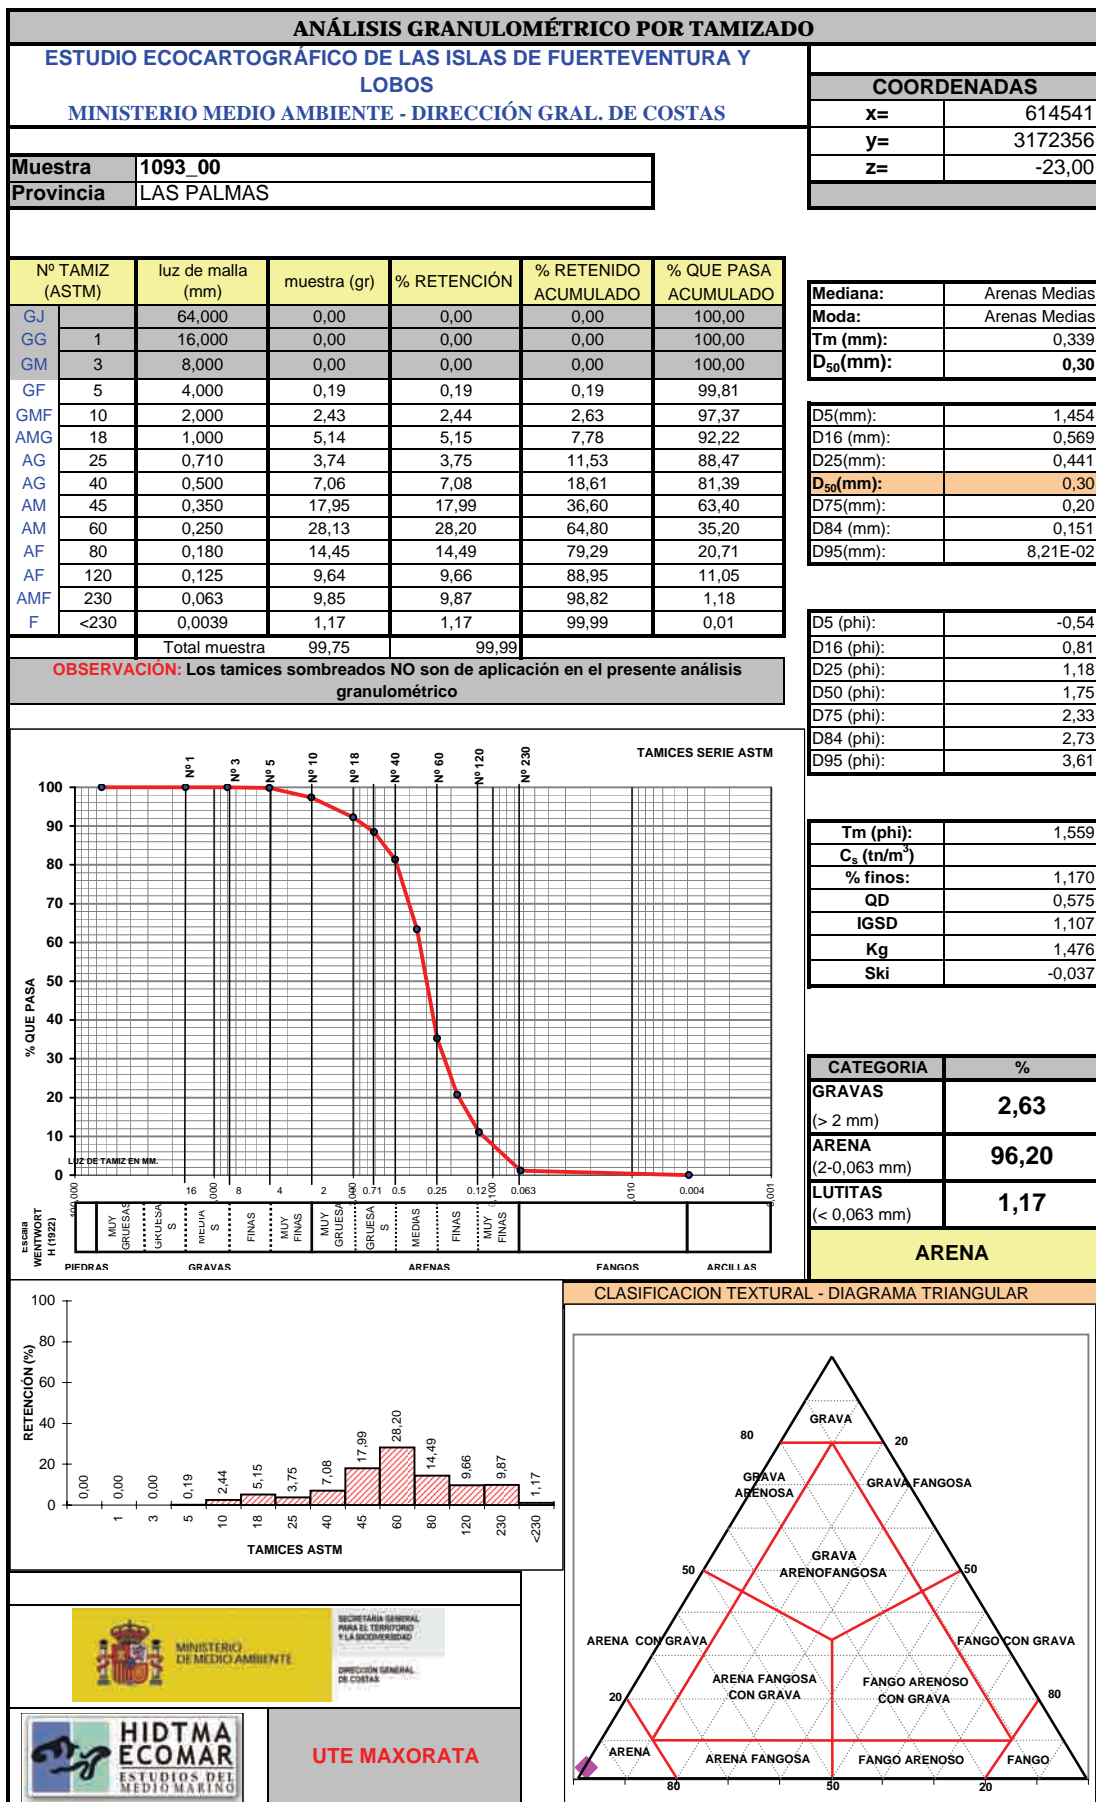 ANÁLISIS GRANULOMÉTRICO POR TAMIZADO
ESTUDIO ECOCARTOGRÁFICO DE LAS ISLAS DE FUERTEVENTURA Y
LOBOS
MINISTERIO MEDIO AMBIENTE - DIRECCIÓN GRAL. DE COSTAS
COORDENADAS
x= 614541
y= 3172356
z= -23,00
Muestra 1093_00
Provincia LAS PALMAS
Nº TAMIZ (ASTM) luz de malla (mm) muestra (gr) % RETENCIÓN % RETENIDO ACUMULADO % QUE PASA ACUMULADO
GJ 64,000 0,00 0,00 0,00 100,00
GG 1 16,000 0,00 0,00 0,00 100,00
GM 3 8,000 0,00 0,00 0,00 100,00
GF 5 4,000 0,19 0,19 0,19 99,81
GMF 10 2,000 2,43 2,44 2,63 97,37
AMG 18 1,000 5,14 5,15 7,78 92,22
AG 25 0,710 3,74 3,75 11,53 88,47
AG 40 0,500 7,06 7,08 18,61 81,39
AM 45 0,350 17,95 17,99 36,60 63,40
AM 60 0,250 28,13 28,20 64,80 35,20
AF 80 0,180 14,45 14,49 79,29 20,71
AF 120 0,125 9,64 9,66 88,95 11,05
AMF 230 0,063 9,85 9,87 98,82 1,18
F <230 0,0039 1,17 1,17 99,99 0,01
Total muestra 99,75 99,99
OBSERVACIÓN: Los tamices sombreados NO son de aplicación en el presente análisis
granulométrico
Mediana: Arenas Medias
Moda: Arenas Medias
Tm (mm): 0,339
D50(mm): 0,30
D5(mm): 1,454
D16 (mm): 0,569
D25(mm): 0,441
D50(mm): 0,30
D75(mm): 0,20
D84 (mm): 0,151
D95(mm): 8,21E-02
D5 (phi): -0,54
D16 (phi): 0,81
D25 (phi): 1,18
D50 (phi): 1,75
D75 (phi): 2,33
D84 (phi): 2,73
D95 (phi): 3,61
Tm (phi): 1,559
Cs (tn/m3)
% finos: 1,170
QD 0,575
IGSD 1,107
Kg 1,476
Ski -0,037
CATEGORIA %
GRAVAS
(> 2 mm) 2,63
ARENA
(2-0,063 mm) 96,20
LUTITAS
(< 0,063 mm) 1,17
ARENA
TAMICES SERIE ASTM
Nº 1 Nº 3 Nº 5 Nº 10 Nº 18 Nº 40 Nº 60 Nº 120 Nº 230
% QUE PASA
100
90
80
70
60
50
40
30
20
10
0
LUZ DE TAMIZ EN MM.
16 8 4 2 0.71 0.5 0.25 0.12 0.063 0,010 0.004 0,001
Escala
WENTWORT
H (1922)
MUY GRUESAS
GRUESA S
MEDIA S
FINAS
MUY FINAS
MUY GRUESA
GRUESA S
MEDIAS
FINAS
MUY FINAS
PIEDRAS GRAVAS ARENAS FANGOS ARCILLAS
RETENCIÓN (%)
100
80
60
40
20
0
0,00 0,00 0,00 0,19 2,44 5,15 3,75 7,08 17,99 28,20 14,49 9,66 9,87 1,17
1 3 5 10 18 25 40 45 60 80 120 230 <230
TAMICES ASTM
CLASIFICACION TEXTURAL - DIAGRAMA TRIANGULAR
GRAVA
80 20
GRAVA
ARENOSA
GRAVA FANGOSA
GRAVA
ARENOFANGOSA
50 50
ARENA CON GRAVA
FANGO CON GRAVA
ARENA FANGOSA
CON GRAVA
FANGO ARENOSO
CON GRAVA
20 80
ARENA
ARENA FANGOSA
FANGO ARENOSO
FANGO
80 50 20
MINISTERIO
DE MEDIO AMBIENTE
SECRETARÍA GENERAL
PARA EL TERRITORIO
Y LA BIODIVERSIDAD
DIRECCIÓN GENERAL
DE COSTAS
HIDTMA
ECOMAR
ESTUDIOS DEL
MEDIO MARINO
UTE MAXORATA